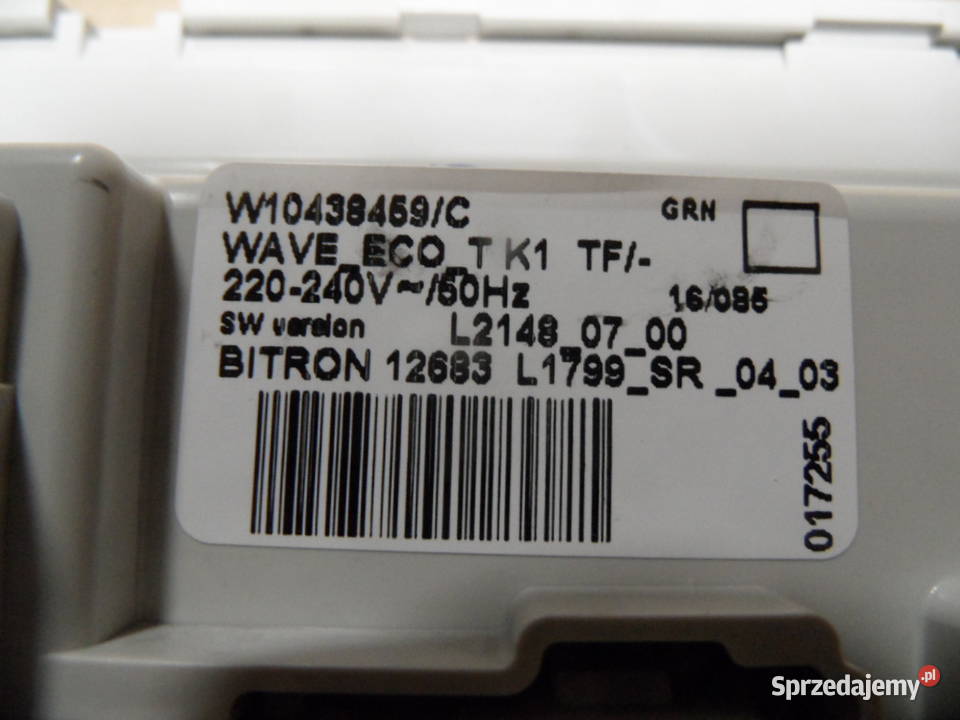 W10438459/C GRN
WAVE_ECO_T K1 TF/-
220-240V~/50Hz 16/085
SW version L2148_07_00
BITRON 12683 L1799_SR _04_03
017255
Sprzedajemy.pl